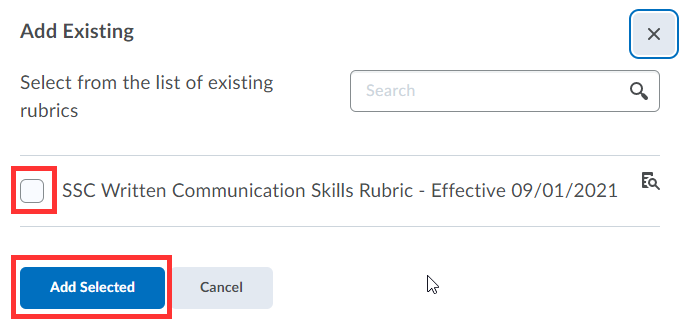 Add Existing
Select from the list of existing
rubrics
Search
SSC Written Communication Skills Rubric - Effective 09/01/2021
Add Selected
Cancel